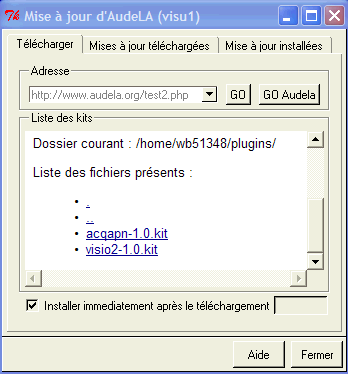 Mise à jour d'AudeLA (visu1)
Télécharger
Mises à jour téléchargées
Mise à jour installées
Adresse
http://www.audela.org/test2.php
GO
GO Audela
Liste des kits
Dossier courant : /home/wb51348/plugins/
Liste des fichiers présents :
• .
• ..
• acqapn-1.0.kit
• visio2-1.0.kit
Installer immediatement après le téléchargement
Aide
Fermer